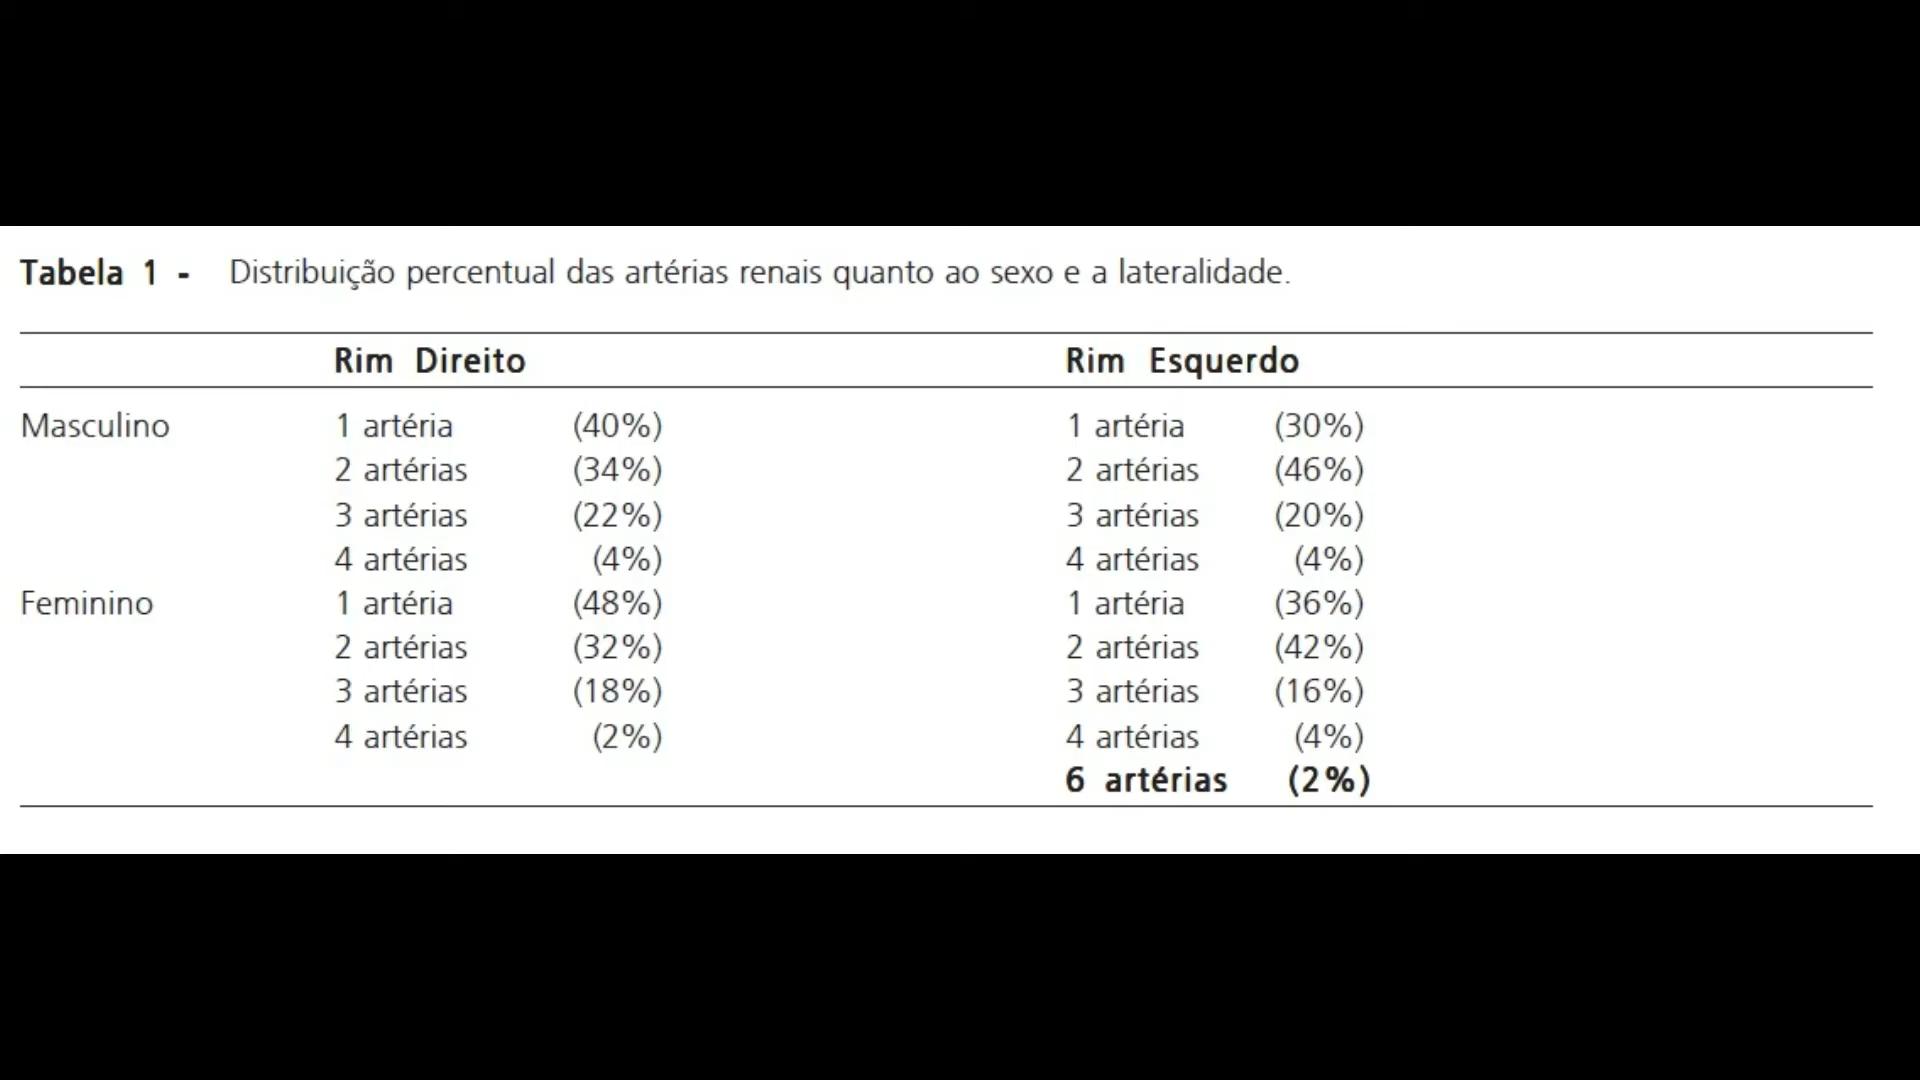 Tabela 1 - Distribuição percentual das artérias renais quanto ao sexo e a lateralidade.
Rim Direito Rim Esquerdo
Masculino 1 artéria (40%) 1 artéria (30%)
2 artérias (34%) 2 artérias (46%)
3 artérias (22%) 3 artérias (20%)
4 artérias (4%) 4 artérias (4%)
Feminino 1 artéria (48%) 1 artéria (36%)
2 artérias (32%) 2 artérias (42%)
3 artérias (18%) 3 artérias (16%)
4 artérias (2%) 4 artérias (4%)
6 artérias (2%)